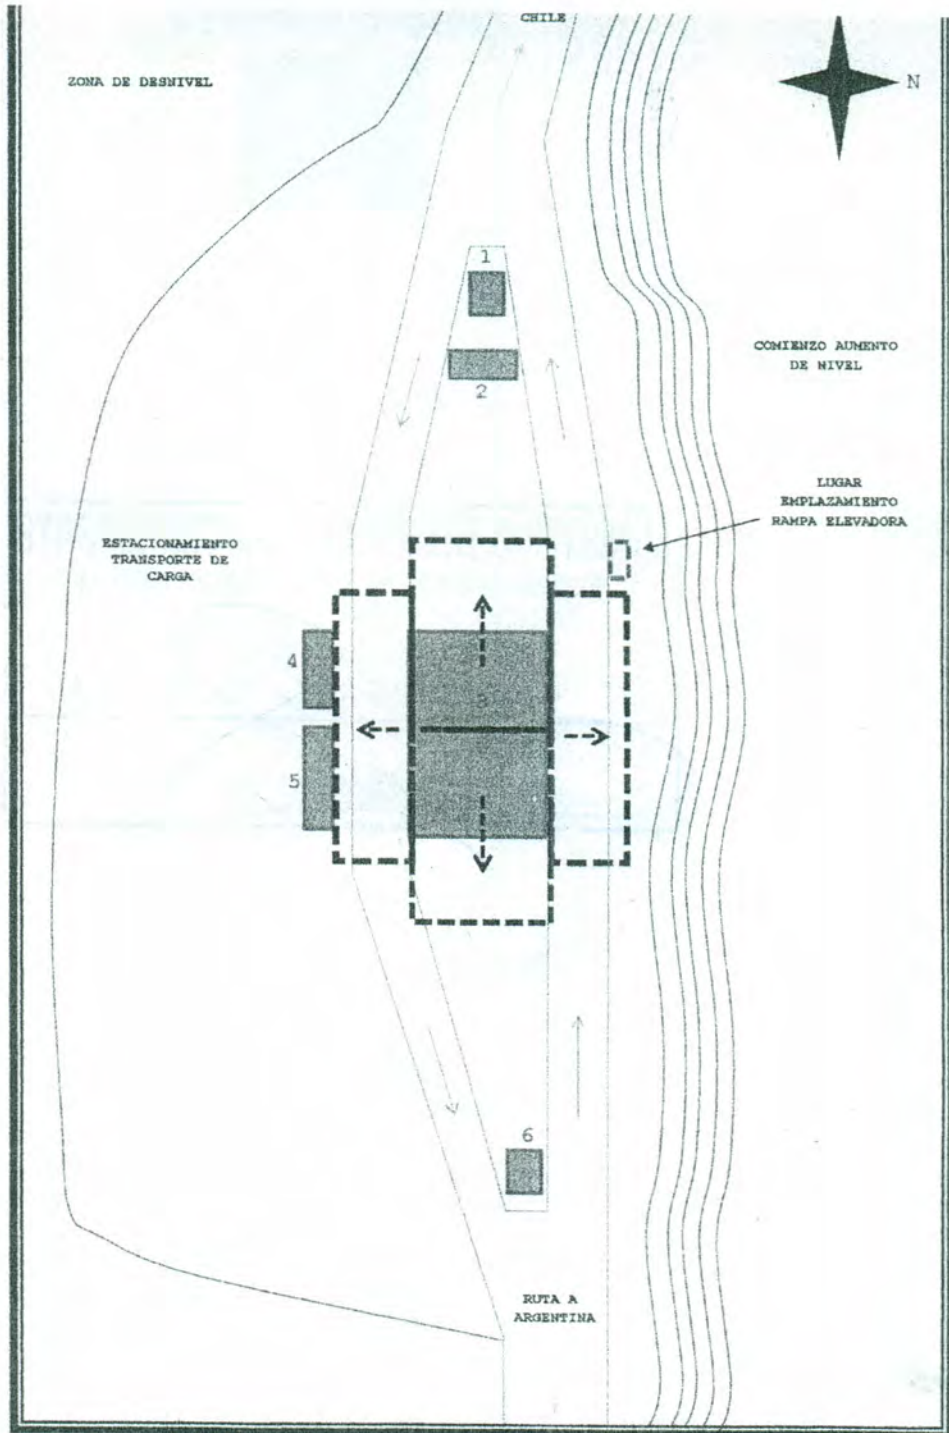 CHILE
ZONA DE DESNIVEL
N
1
COMIENZO AUMENTO
DE NIVEL
2
LUGAR
EMPLAZAMIENTO
RAMPA ELEVADORA
ESTACIONAMIENTO
TRANSPORTE DE
CARGA
4
3
5
6
RUTA A
ARGENTINA